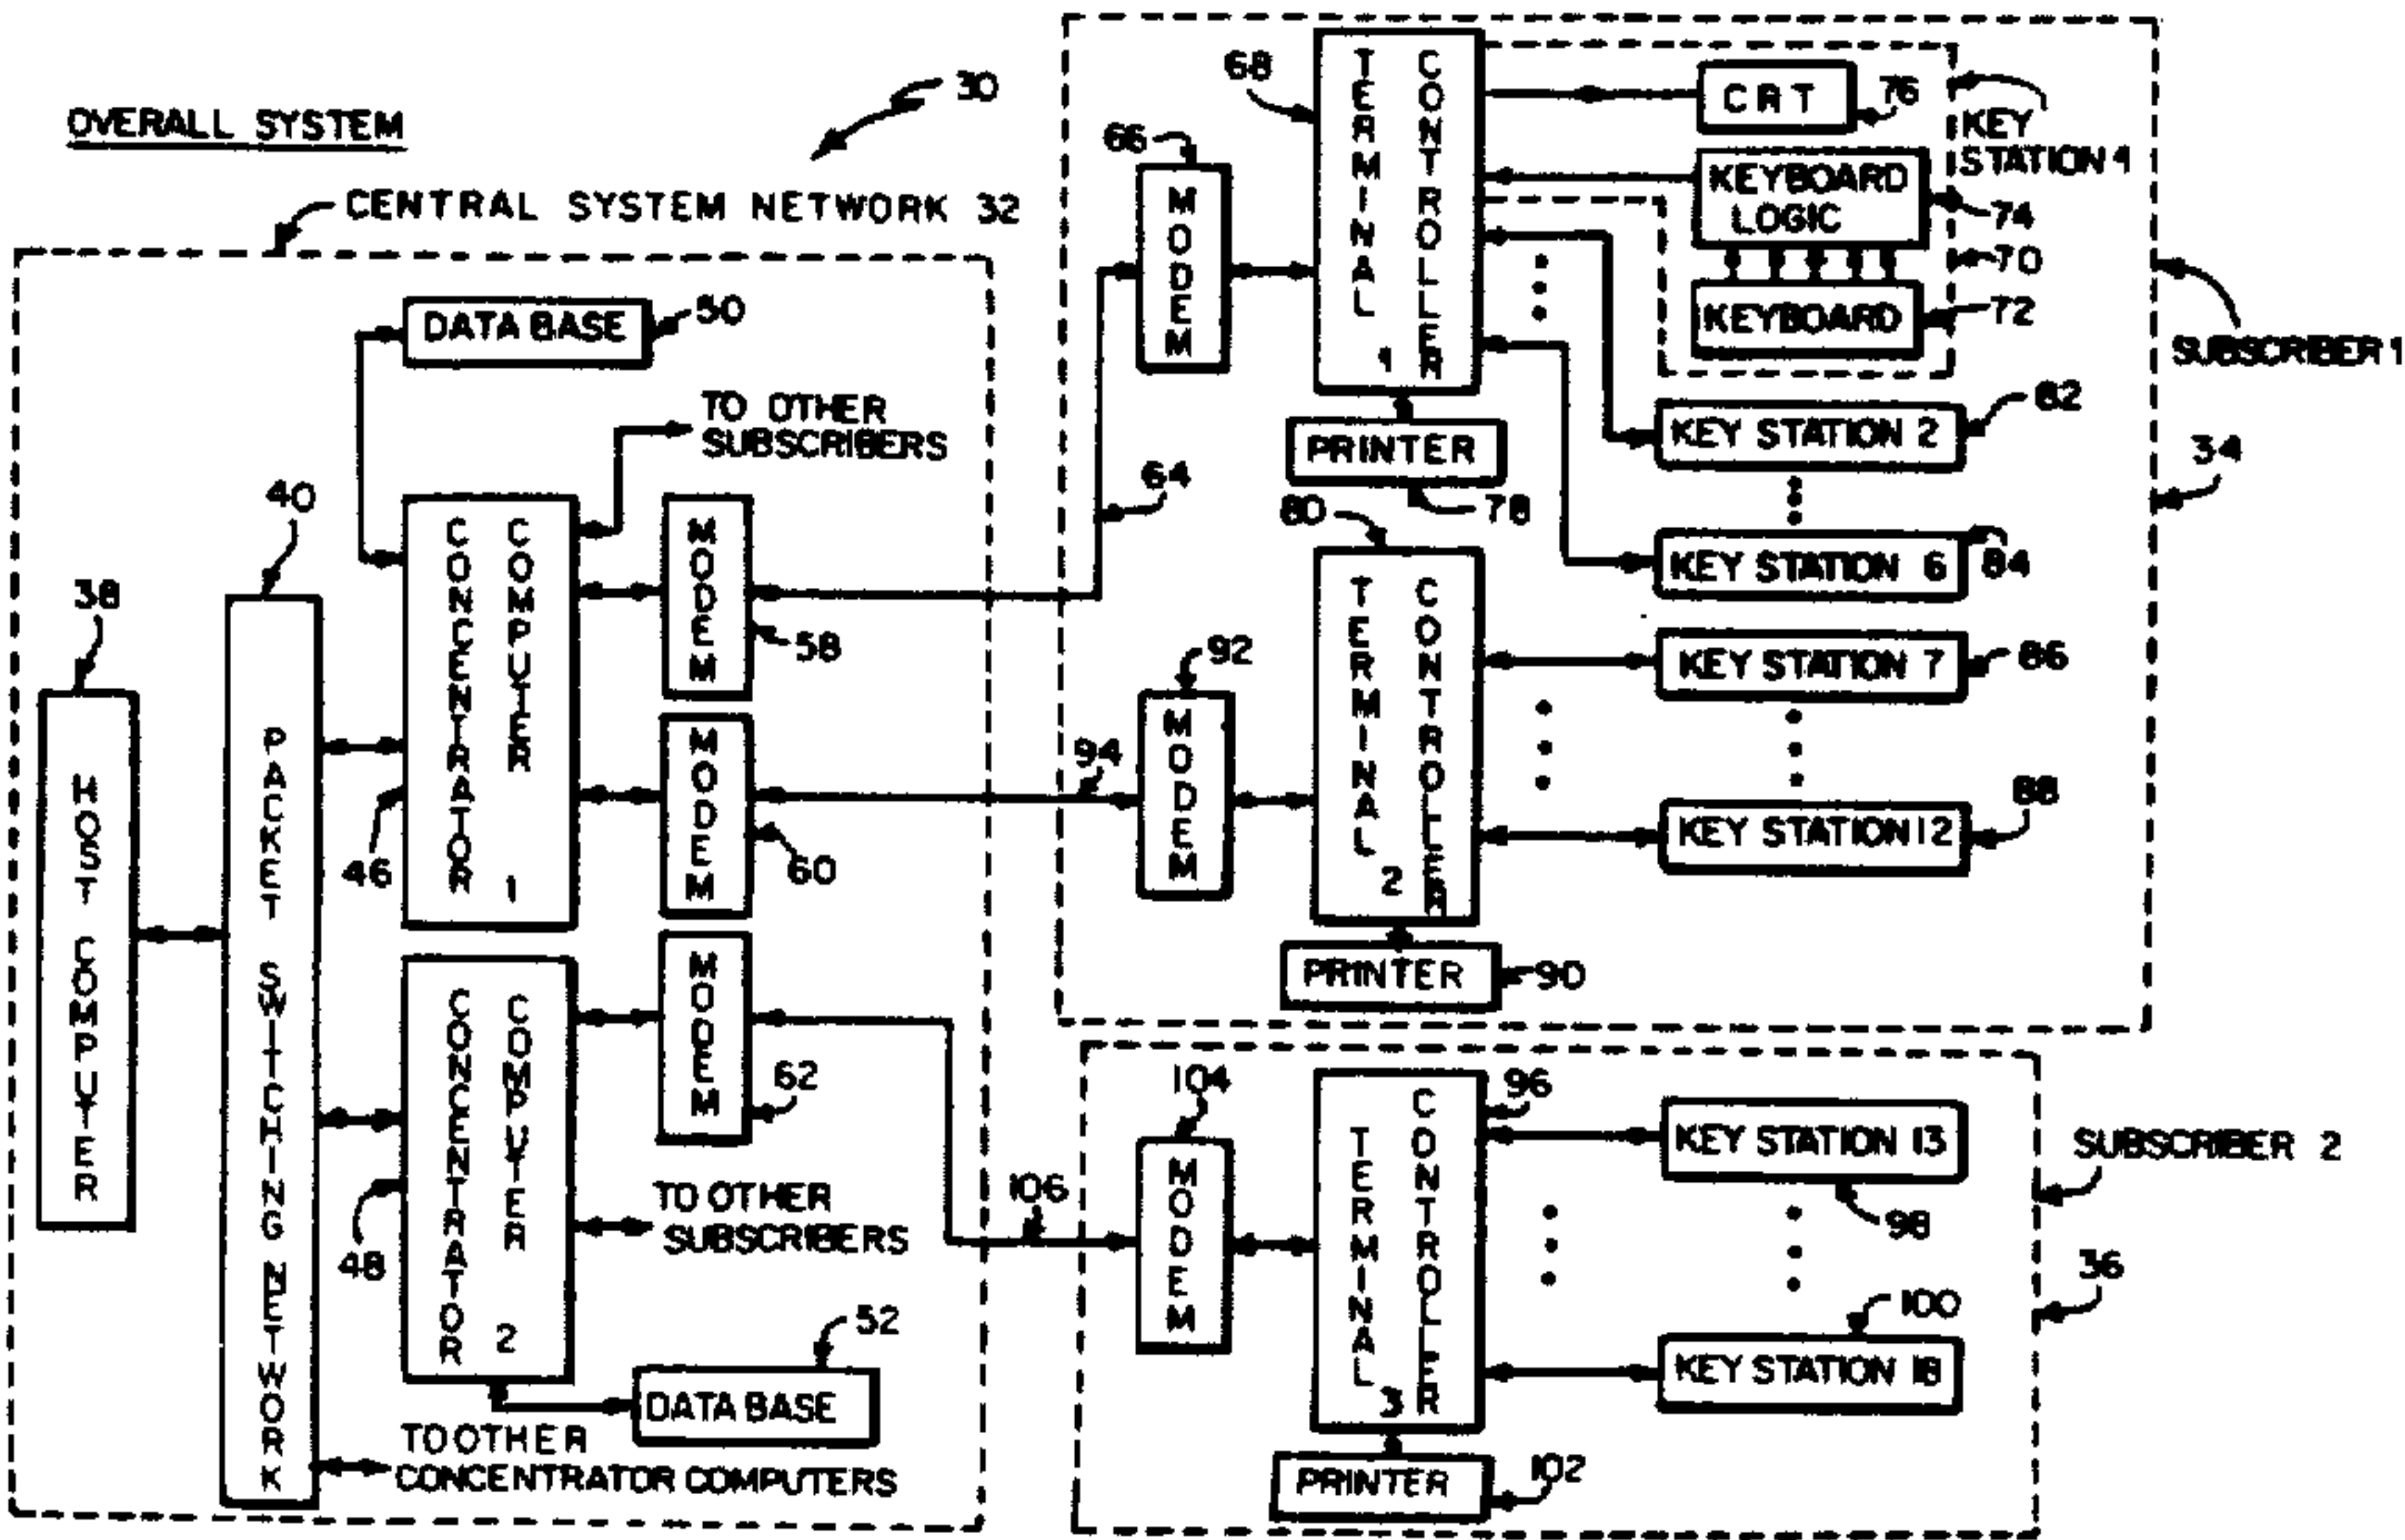 OVERALL SYSTEM
30
CENTRAL SYSTEM NETWORK 32
DATA BASE
50
TO OTHER
SUBSCRIBERS
40
38
HOST COMPUTER
PACKET SWITCHING NETWORK
CONCENTRATOR
COMPUTER
1
46
MODEM
58
MODEM
60
CONCENTRATOR
COMPUTER
2
48
MODEM
62
TO OTHER
SUBSCRIBERS
52
DATA BASE
TO OTHER
CONCENTRATOR COMPUTERS
64
94
106
66
MODEM
68
TERMINAL
CONTROLLER
1
CRT
76
KEY
STATION 1
KEYBOARD
LOGIC
74
70
KEYBOARD
72
SUBSCRIBER 1
PRINTER
78
KEY STATION 2
82
34
KEY STATION 6
84
80
TERMINAL
CONTROLLER
2
92
MODEM
KEY STATION 7
86
KEY STATION 12
88
PRINTER
90
104
MODEM
TERMINAL
CONTROLLER
3
96
KEY STATION 13
98
SUBSCRIBER 2
36
100
KEY STATION 18
PRINTER
102